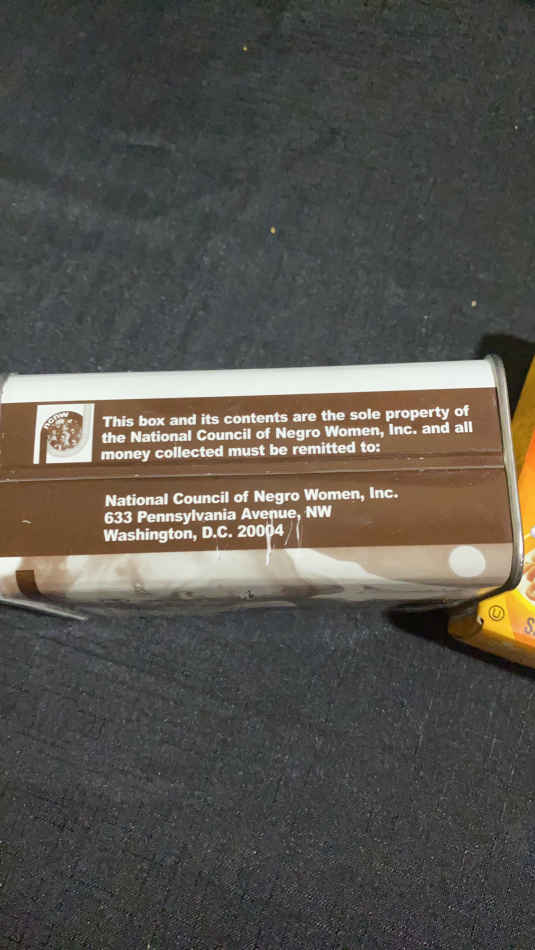 ncnw
This box and its contents are the sole property of
the National Council of Negro Women, Inc. and all
money collected must be remitted to:
National Council of Negro Women, Inc.
633 Pennsylvania Avenue, NW
Washington, D.C. 20004
U